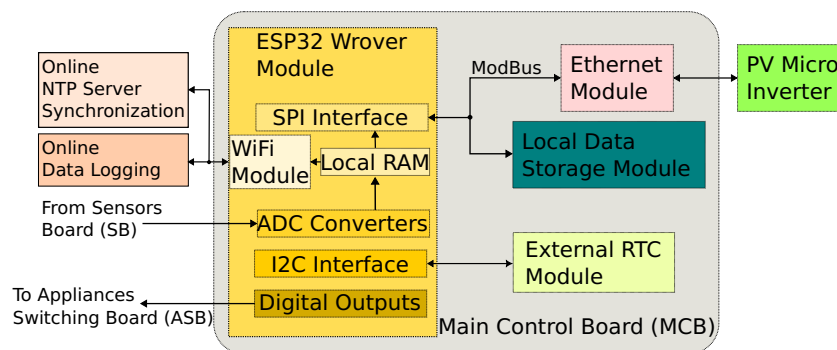 Online
NTP Server
Synchronization
Online
Data Logging
From Sensors
Board (SB)
To Appliances
Switching Board (ASB)
ESP32 Wrover
Module
SPI Interface
WiFi
Module
Local RAM
ADC Converters
I2C Interface
Digital Outputs
ModBus
Ethernet
Module
PV Micro
Inverter
Local Data
Storage Module
External RTC
Module
Main Control Board (MCB)